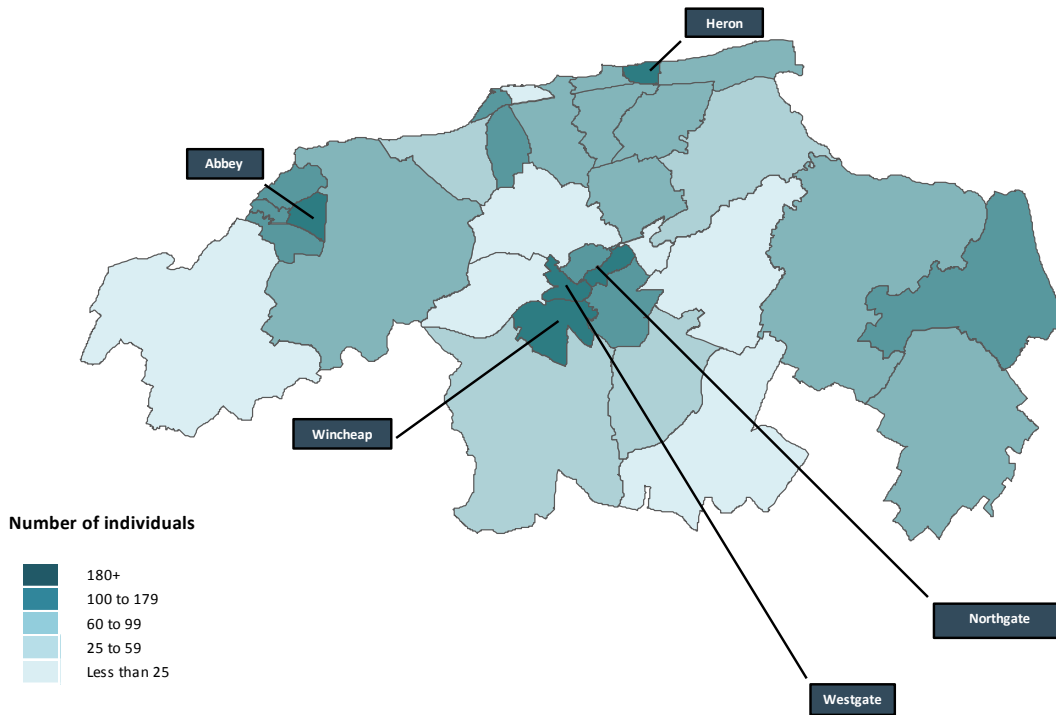 Heron
Abbey
Wincheap
Number of individuals
180+
100 to 179
60 to 99
25 to 59
Less than 25
Northgate
Westgate